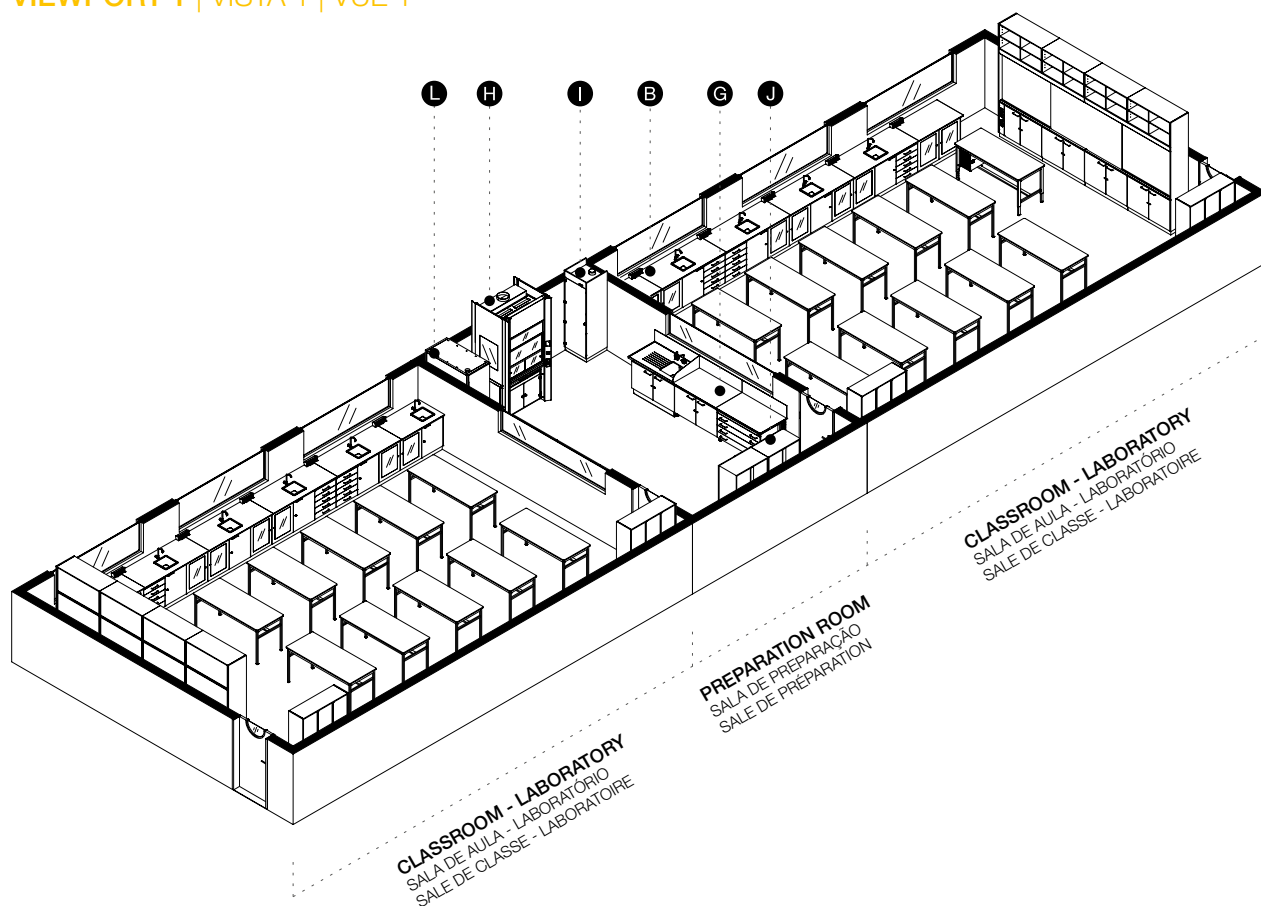 VIEWPORT 1 | VISTA 1 | VUE 1
L H I B G J
CLASSROOM - LABORATORY
SALA DE AULA - LABORATÓRIO
SALE DE CLASSE - LABORATOIRE
PREPARATION ROOM
SALA DE PREPARAÇÃO
SALE DE PRÉPARATION
CLASSROOM - LABORATORY
SALA DE AULA - LABORATÓRIO
SALE DE CLASSE - LABORATOIRE